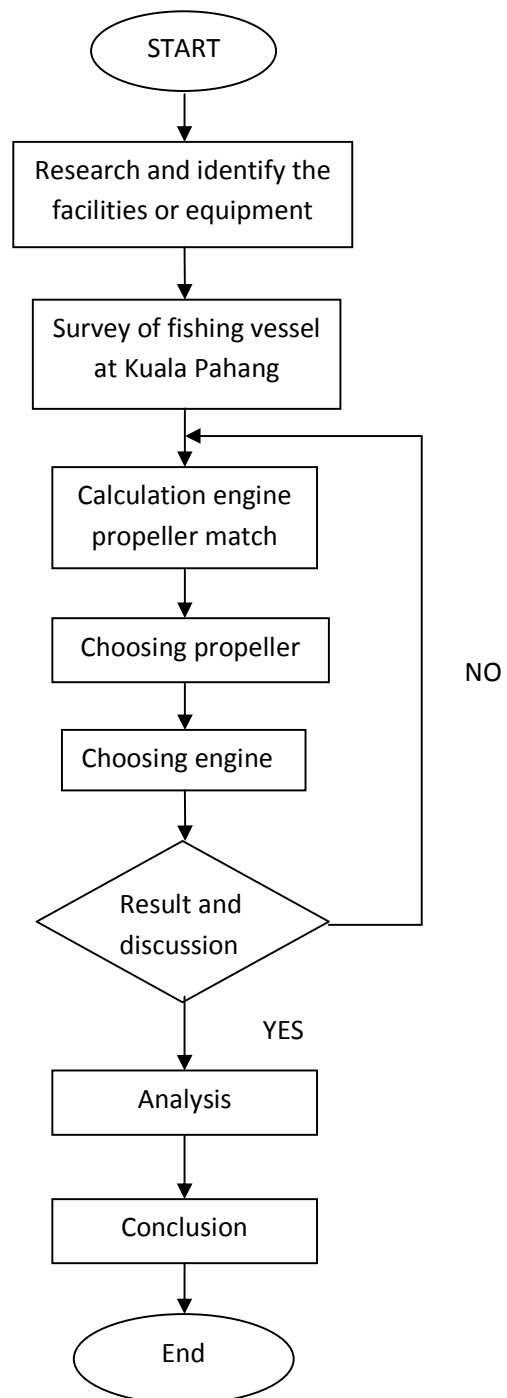 START
Research and identify the
facilities or equipment
Survey of fishing vessel
at Kuala Pahang
Calculation engine
propeller match
Choosing propeller
NO
Choosing engine
Result and
discussion
YES
Analysis
Conclusion
End